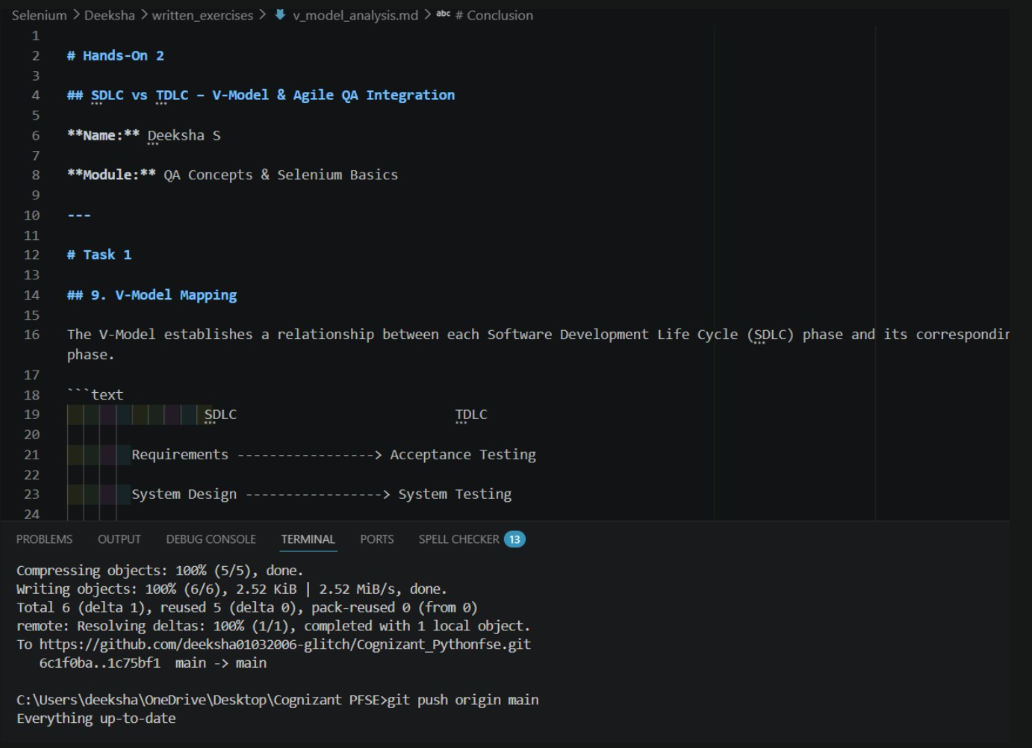 Selenium > Deeksha > written_exercises > v_model_analysis.md > abc # Conclusion
1
2 # Hands-On 2
3
4 ## SDLC vs TDLC – V-Model & Agile QA Integration
5
6 **Name:** Deeksha S
7
8 **Module:** QA Concepts & Selenium Basics
9
10 ---
11
12 # Task 1
13
14 ## 9. V-Model Mapping
15
16 The V-Model establishes a relationship between each Software Development Life Cycle (SDLC) phase and its
phase.
17
18 ```text
19 SDLC TDLC
20
21 Requirements -----------------> Acceptance Testing
22
23 System Design -----------------> System Testing
24
PROBLEMS OUTPUT DEBUG CONSOLE TERMINAL PORTS SPELL CHECKER 13
Compressing objects: 100% (5/5), done.
Writing objects: 100% (6/6), 2.52 KiB | 2.52 MiB/s, done.
Total 6 (delta 1), reused 5 (delta 0), pack-reused 0 (from 0)
remote: Resolving deltas: 100% (1/1), completed with 1 local object.
To https://github.com/deeksha01032006-glitch/Cognizant_Pythonfse.git
6c1f0ba..1c75bf1 main -> main
C:\Users\deeksha\OneDrive\Desktop\Cognizant PFSE>git push origin main
Everything up-to-date